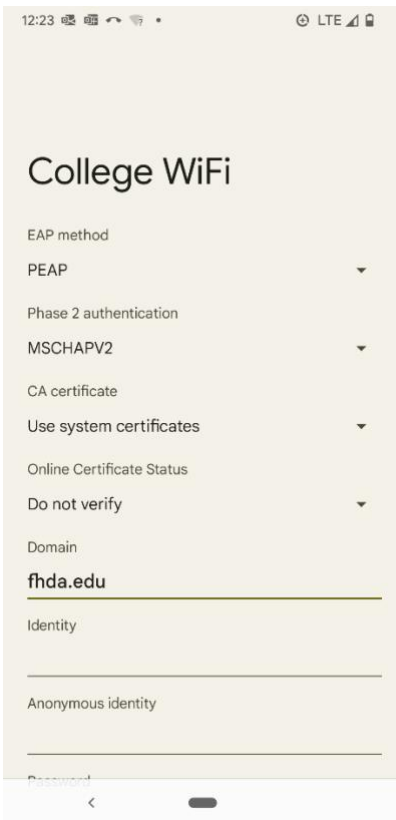 12:23
LTE
College WiFi
EAP method
PEAP
Phase 2 authentication
MSCHAPV2
CA certificate
Use system certificates
Online Certificate Status
Do not verify
Domain
fhda.edu
Identity
Anonymous identity
Password